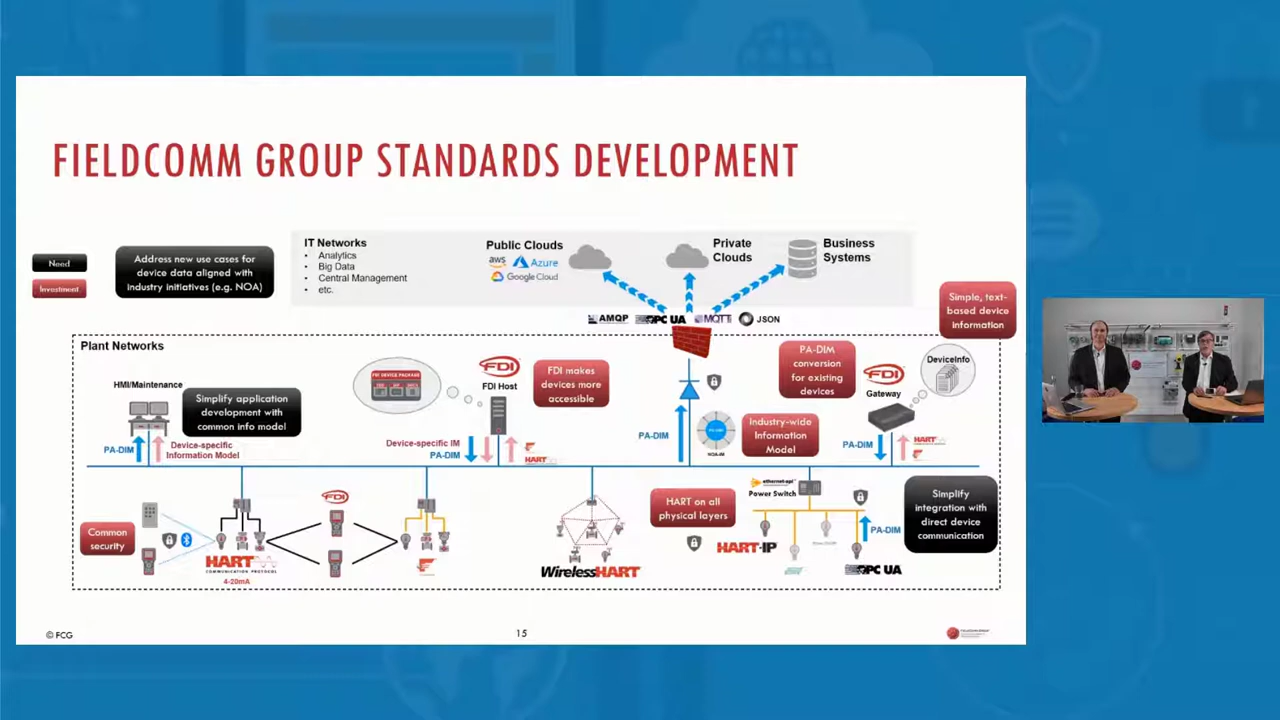 FIELDCOMM GROUP STANDARDS DEVELOPMENT
Need
Investment
Address new use cases for
device data aligned with
industry initiatives (e.g. NOA)
IT Networks
• Analytics
• Big Data
• Central Management
• etc.
Public Clouds
aws
Azure
Google Cloud
Private
Clouds
Business
Systems
AMQP
OPC UA
MQTT
JSON
Simple, text-
based device
information
Plant Networks
HMI/Maintenance
Simplify application
development with
common info model
PA-DIM
Device-specific
Information Model
FDI DEVICE PACKAGE
FDI
FDI Host
FDI makes
devices more
accessible
Device-specific IM
PA-DIM
HART
PA-DIM
PA-DIM
NOA-IM
Industry-wide
Information
Model
PA-DIM
conversion
for existing
devices
FDI
Gateway
DeviceInfo
PA-DIM
HART
Common
security
HART
COMMUNICATION PROTOCOL
4-20mA
FDI
WirelessHART
HART on all
physical layers
ethernet-apl
Power Switch
HART-IP
PA-DIM
OPC UA
Simplify
integration with
direct device
communication
© FCG
15
FIELDCOMM GROUP